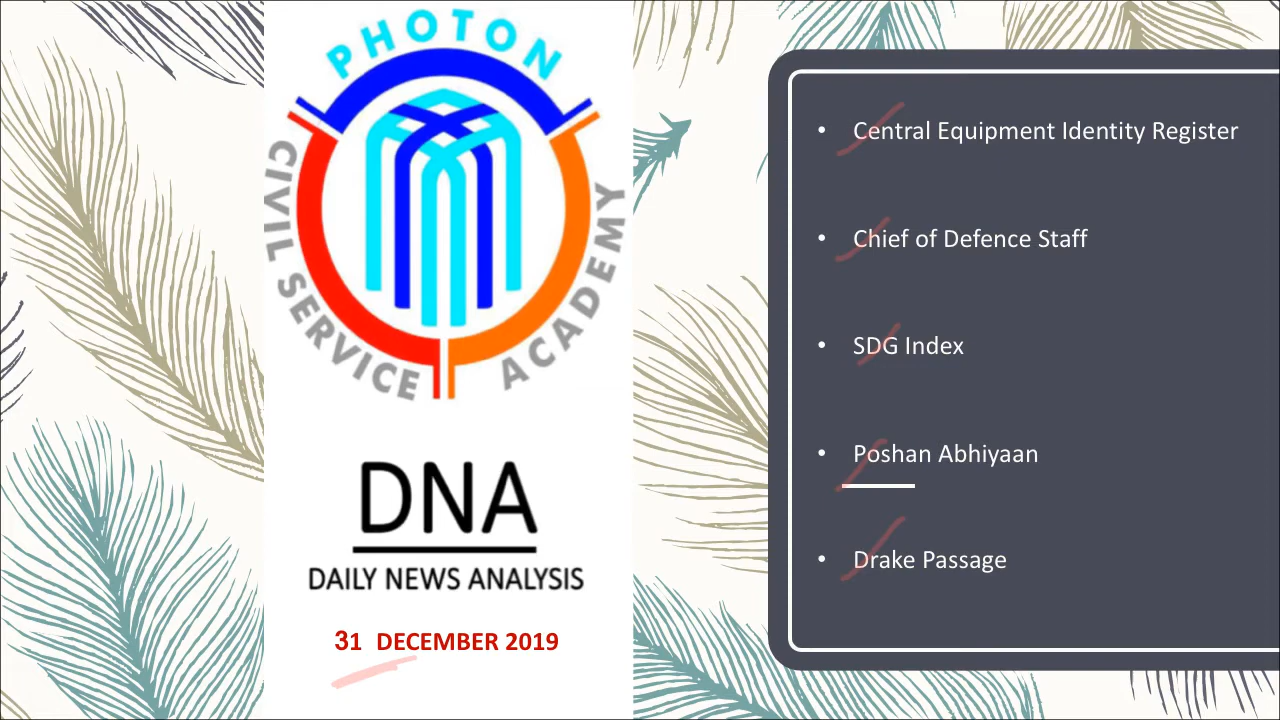 PHOTON
CIVIL SERVICE ACADEMY
DNA
DAILY NEWS ANALYSIS
31 DECEMBER 2019
• Central Equipment Identity Register
• Chief of Defence Staff
• SDG Index
• Poshan Abhiyaan
• Drake Passage